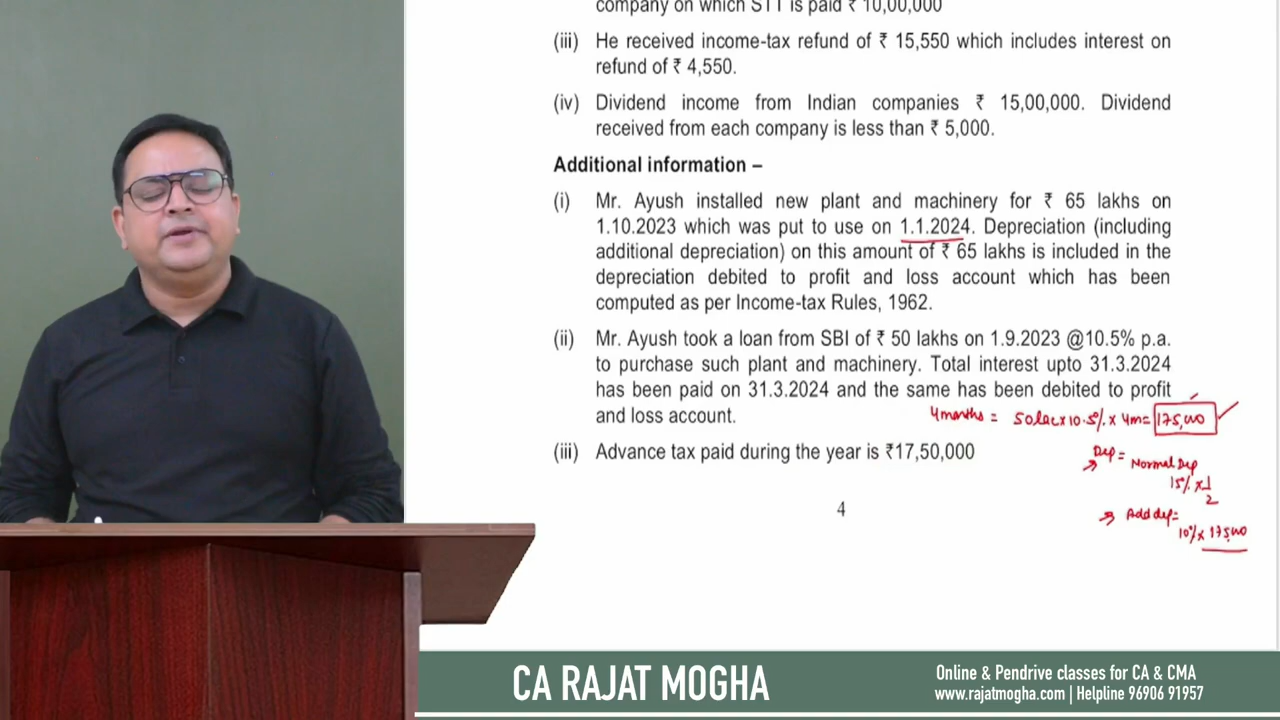 company on which STT is paid ₹ 10,00,000
(iii) He received income-tax refund of ₹ 15,550 which includes interest on
refund of ₹ 4,550.
(iv) Dividend income from Indian companies ₹ 15,00,000. Dividend
received from each company is less than ₹ 5,000.
Additional information –
(i) Mr. Ayush installed new plant and machinery for ₹ 65 lakhs on
1.10.2023 which was put to use on 1.1.2024. Depreciation (including
additional depreciation) on this amount of ₹ 65 lakhs is included in the
depreciation debited to profit and loss account which has been
computed as per Income-tax Rules, 1962.
(ii) Mr. Ayush took a loan from SBI of ₹ 50 lakhs on 1.9.2023 @10.5% p.a.
to purchase such plant and machinery. Total interest upto 31.3.2024
has been paid on 31.3.2024 and the same has been debited to profit
and loss account.
4 months = 50 lac x 10.5% x 4m = 175,000
(iii) Advance tax paid during the year is ₹17,50,000
Dep =
Normal Dep
15% x 1/2
Add dep =
10% x 175,000
4
CA RAJAT MOGHA
Online & Pendrive classes for CA & CMA
www.rajatmogha.com | Helpline 96906 91957